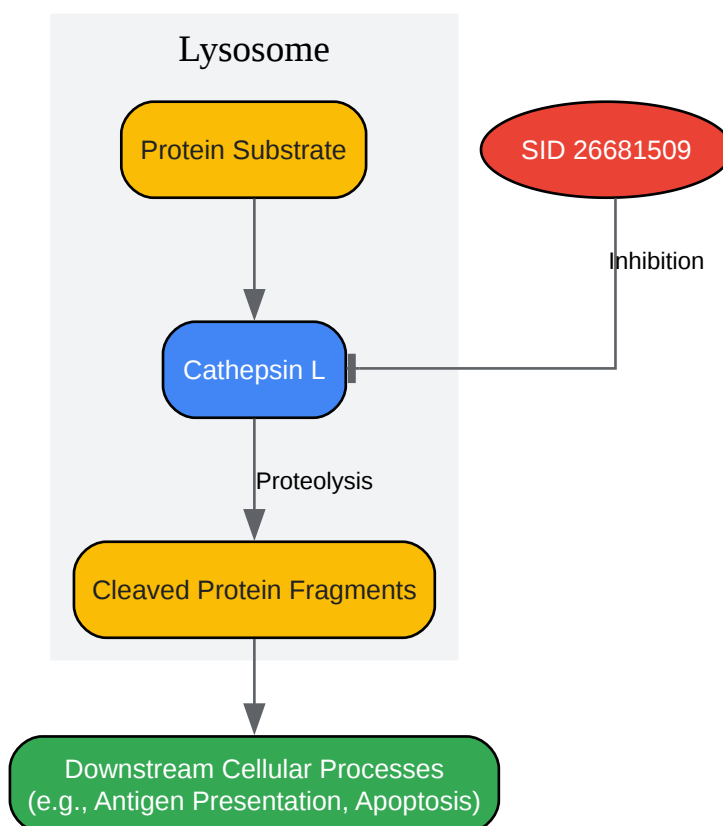 Lysosome
Protein Substrate
SID 26681509
Inhibition
Cathepsin L
Proteolysis
Cleaved Protein Fragments
Downstream Cellular Processes
(e.g., Antigen Presentation, Apoptosis)